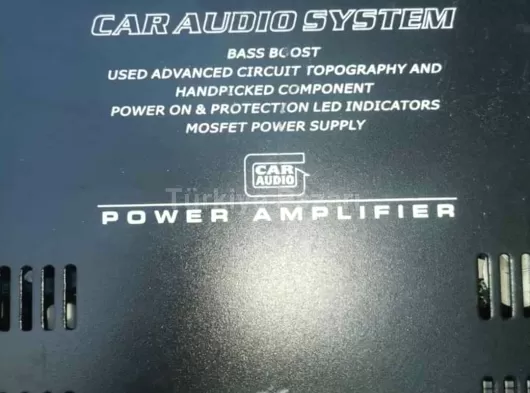 CAR AUDIO SYSTEM
BASS BOOST
USED ADVANCED CIRCUIT TOPOGRAPHY AND
HANDPICKED COMPONENT
POWER ON & PROTECTION LED INDICATORS
MOSFET POWER SUPPLY
CAR
AUDIO
POWER AMPLIFIER